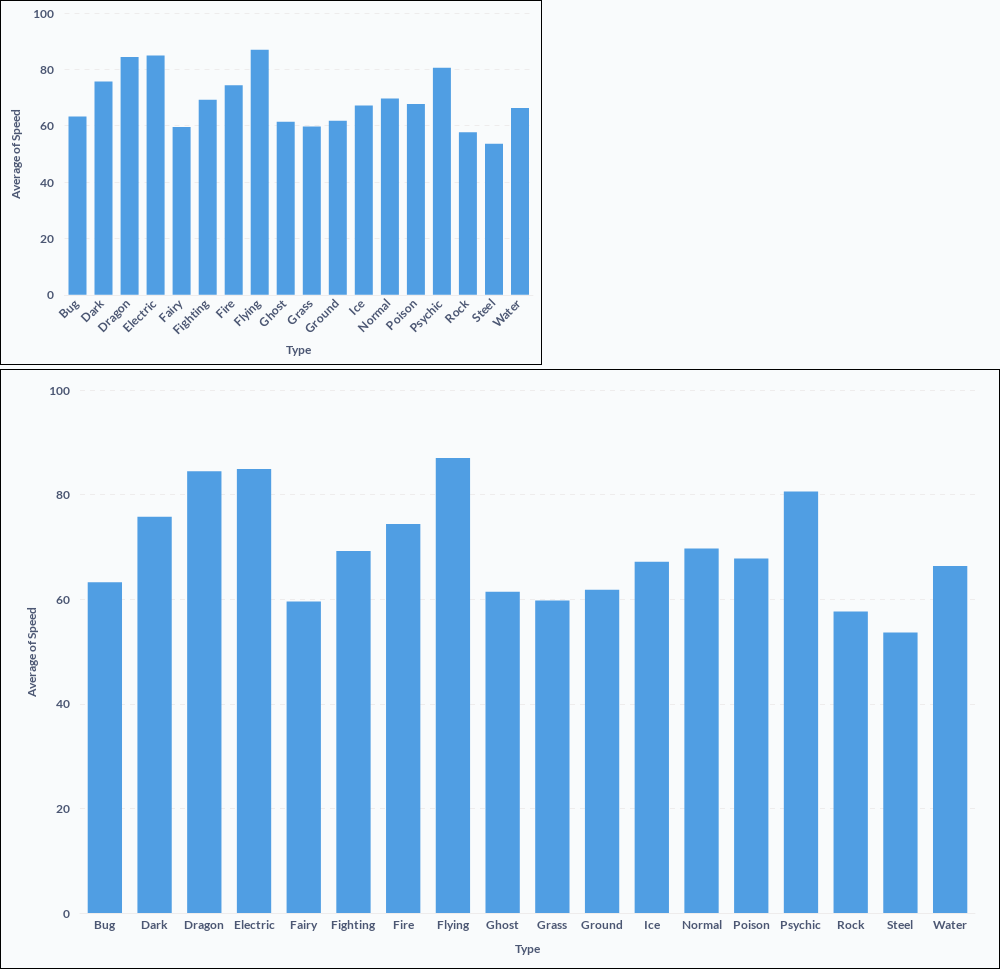 100
80
60
40
20
0
Average of Speed
Bug Dark Dragon Electric Fairy Fighting Fire Flying Ghost Grass Ground Ice Normal Poison Psychic Rock Steel Water
Type
100
80
60
40
20
0
Average of Speed
Bug Dark Dragon Electric Fairy Fighting Fire Flying Ghost Grass Ground Ice Normal Poison Psychic Rock Steel Water
Type